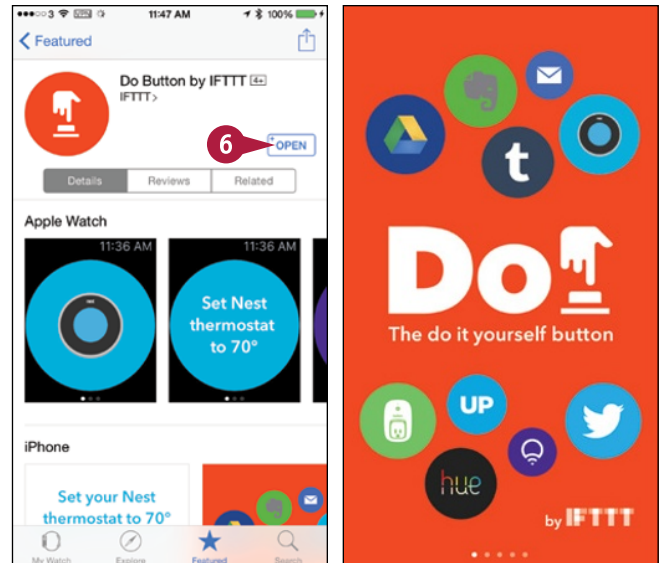 3 11:47 AM 100%
Featured
Do Button by IFTTT 4+
IFTTT >
6
OPEN
Details Reviews Related
Apple Watch
11:36 AM
11:36 AM
Set Nest
thermostat
to 70°
iPhone
Set your Nest
thermostat to 70°
My Watch Explore Featured Search
t
Do
The do it yourself button
UP
hue
by IFTTT